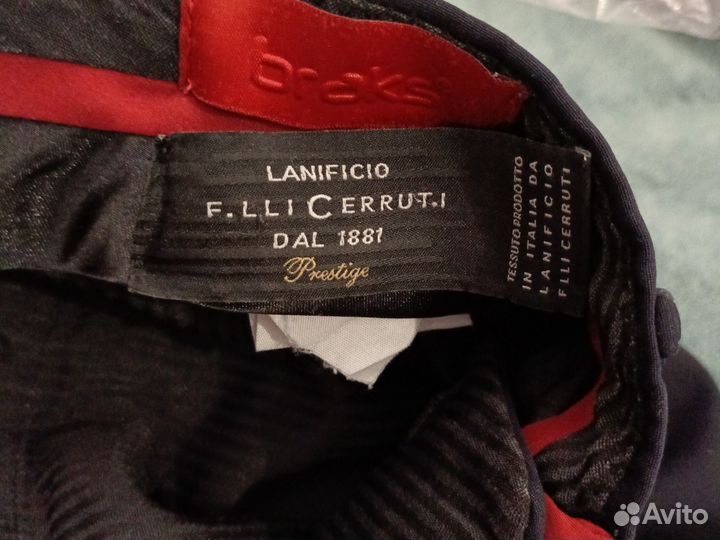 braks
LANIFICIO
F.LLI CERRUTI
DAL 1881
Prestige
TESSUTO PRODOTTO
IN ITALIA DA
LANIFICIO
F.LLI CERRUTI
Avito